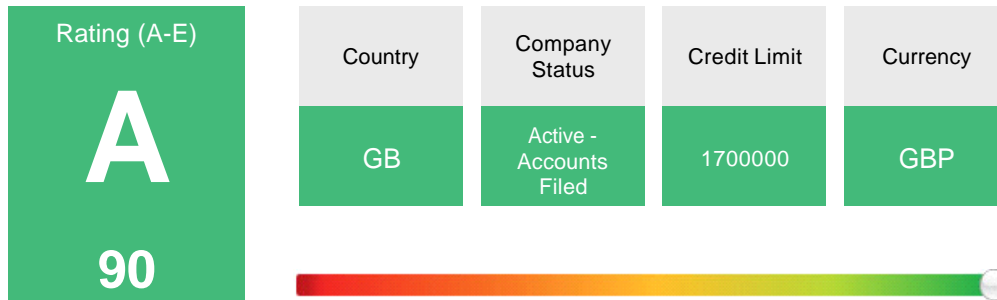 Rating (A-E)
A
90
Country
Company
Status
Credit Limit
Currency
GB
Active -
Accounts
Filed
1700000
GBP